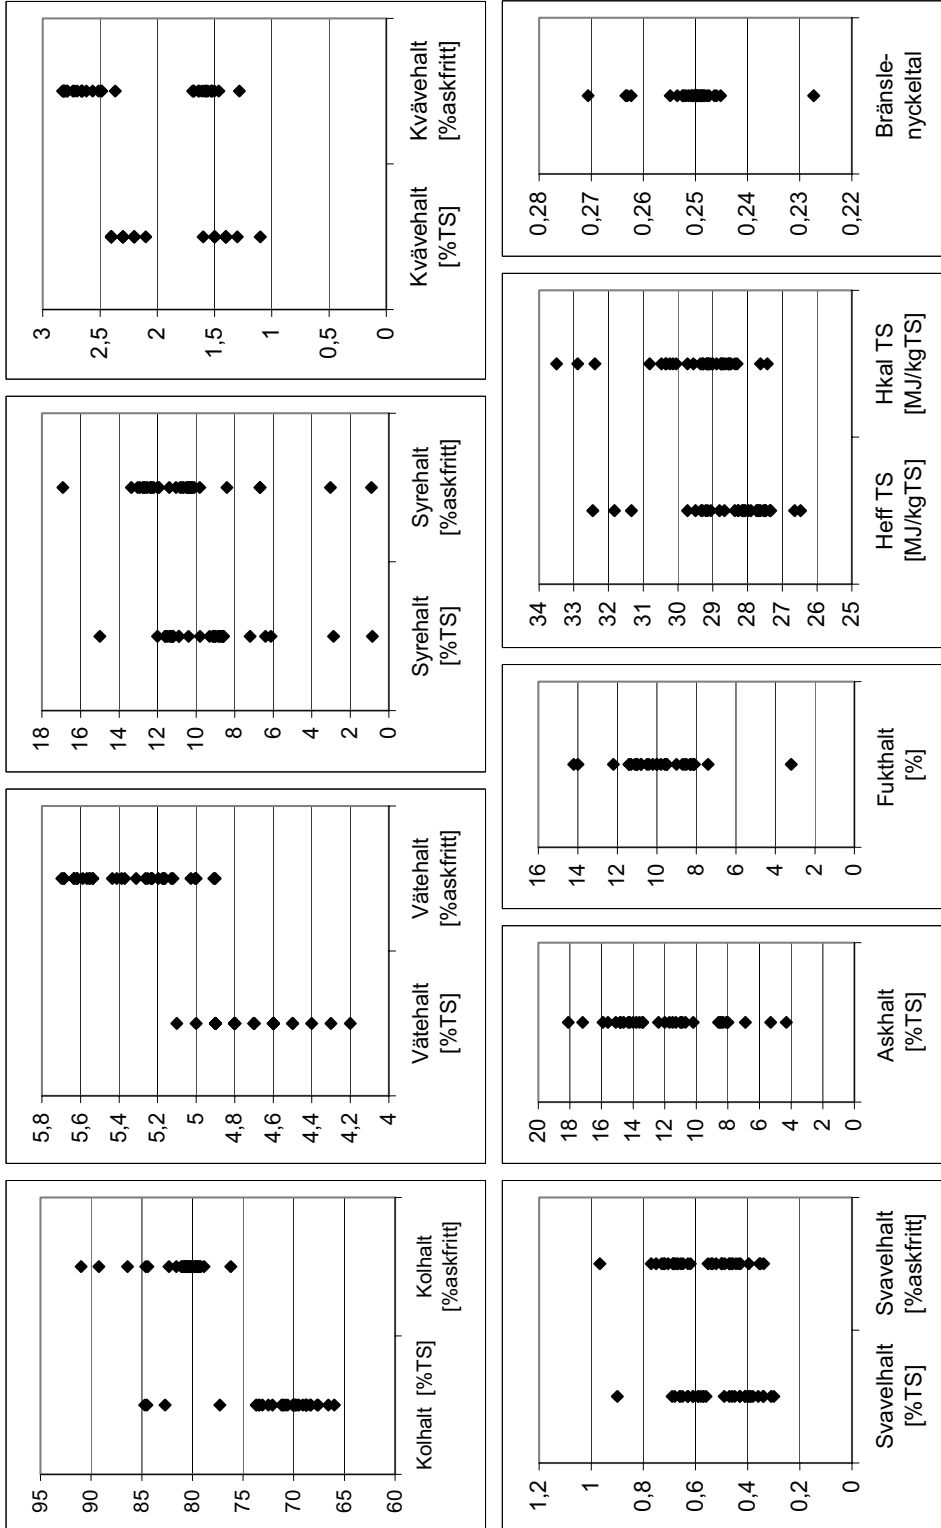 95
90
85
80
75
70
65
60
Kolhalt [%TS]
Kolhalt
[%askfritt]
5,8
5,6
5,4
5,2
5
4,8
4,6
4,4
4,2
4
Vätehalt
[%TS]
Vätehalt
[%askfritt]
18
16
14
12
10
8
6
4
2
0
Syrehalt
[%TS]
Syrehalt
[%askfritt]
3
2,5
2
1,5
1
0,5
0
Kvävehalt
[%TS]
Kvävehalt
[%askfritt]
1,2
1
0,8
0,6
0,4
0,2
0
Svavelhalt
[%TS]
Svavelhalt
[%askfritt]
20
18
16
14
12
10
8
6
4
2
0
Askhalt
[%TS]
16
14
12
10
8
6
4
2
0
Fukthalt
[%]
34
33
32
31
30
29
28
27
26
25
Heff TS
[MJ/kgTS]
Hkal TS
[MJ/kgTS]
0,28
0,27
0,26
0,25
0,24
0,23
0,22
Bränsle-
nyckeltal